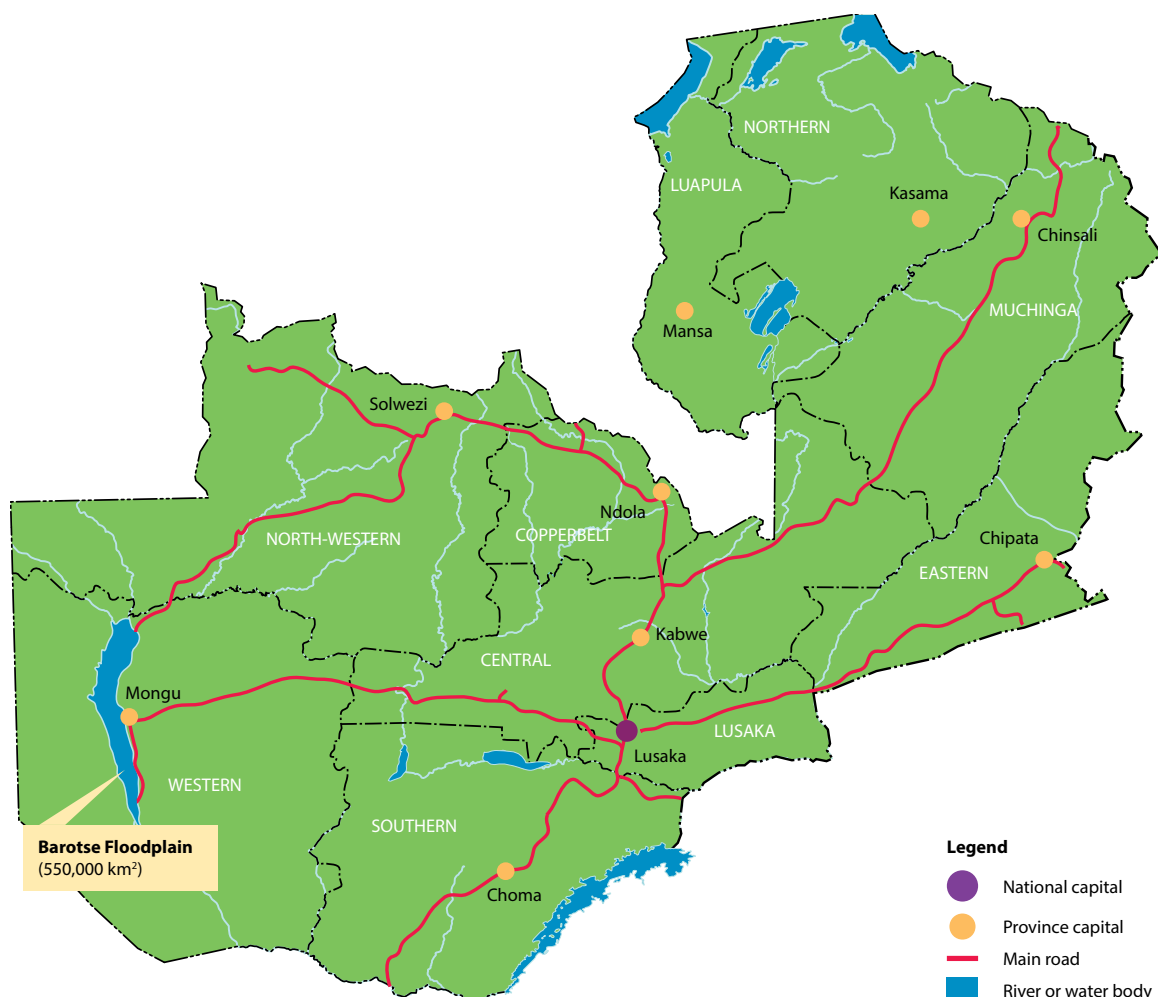 NORTHERN
LUAPULA
Kasama
Chinsali
MUCHINGA
Mansa
Solwezi
Ndola
COPPERBELT
NORTH-WESTERN
Chipata
EASTERN
Kabwe
CENTRAL
Mongu
LUSAKA
Lusaka
WESTERN
SOUTHERN
Barotse Floodplain
(550,000 km²)
Choma
Legend
National capital
Province capital
Main road
River or water body